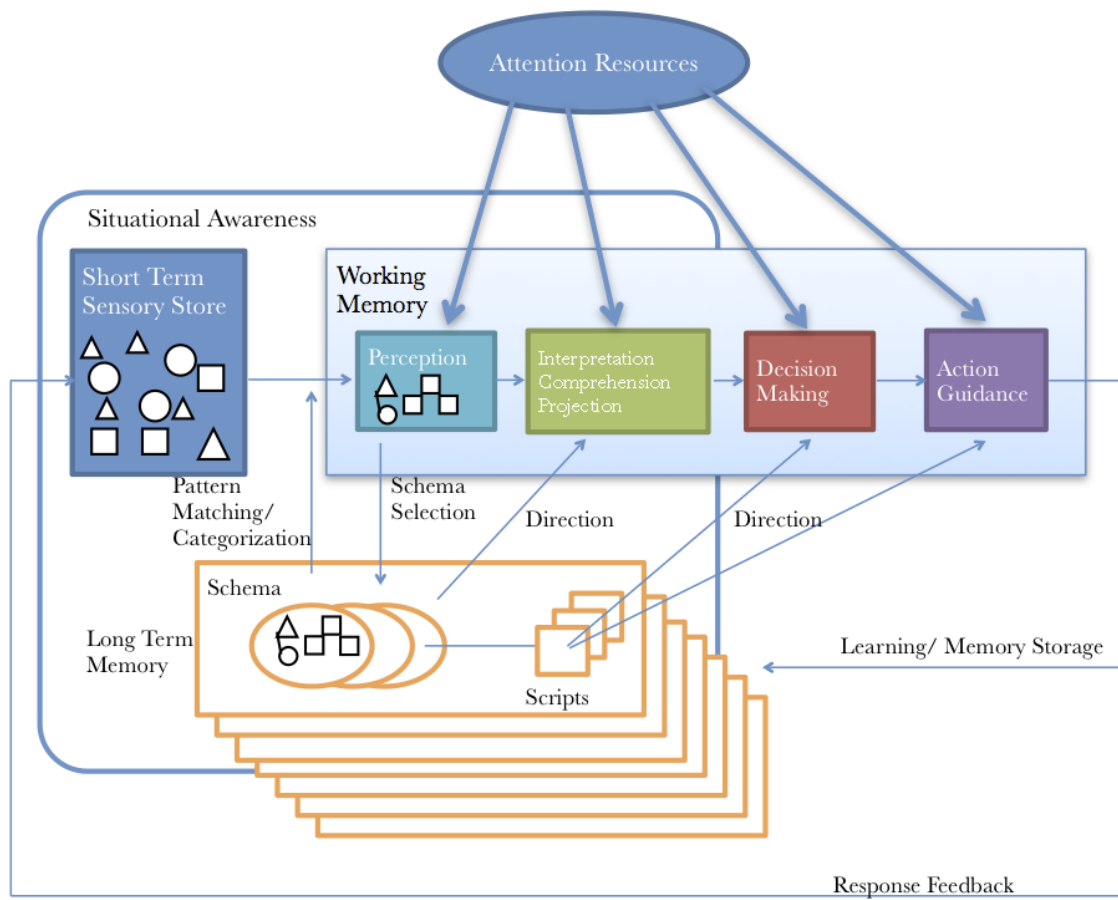 Attention Resources
Situational Awareness
Short Term
Sensory Store
Working
Memory
Perception
Interpretation
Comprehension
Projection
Decision
Making
Action
Guidance
Pattern
Matching/
Categorization
Schema
Selection
Direction
Direction
Schema
Long Term
Memory
Scripts
Learning/ Memory Storage
Response Feedback